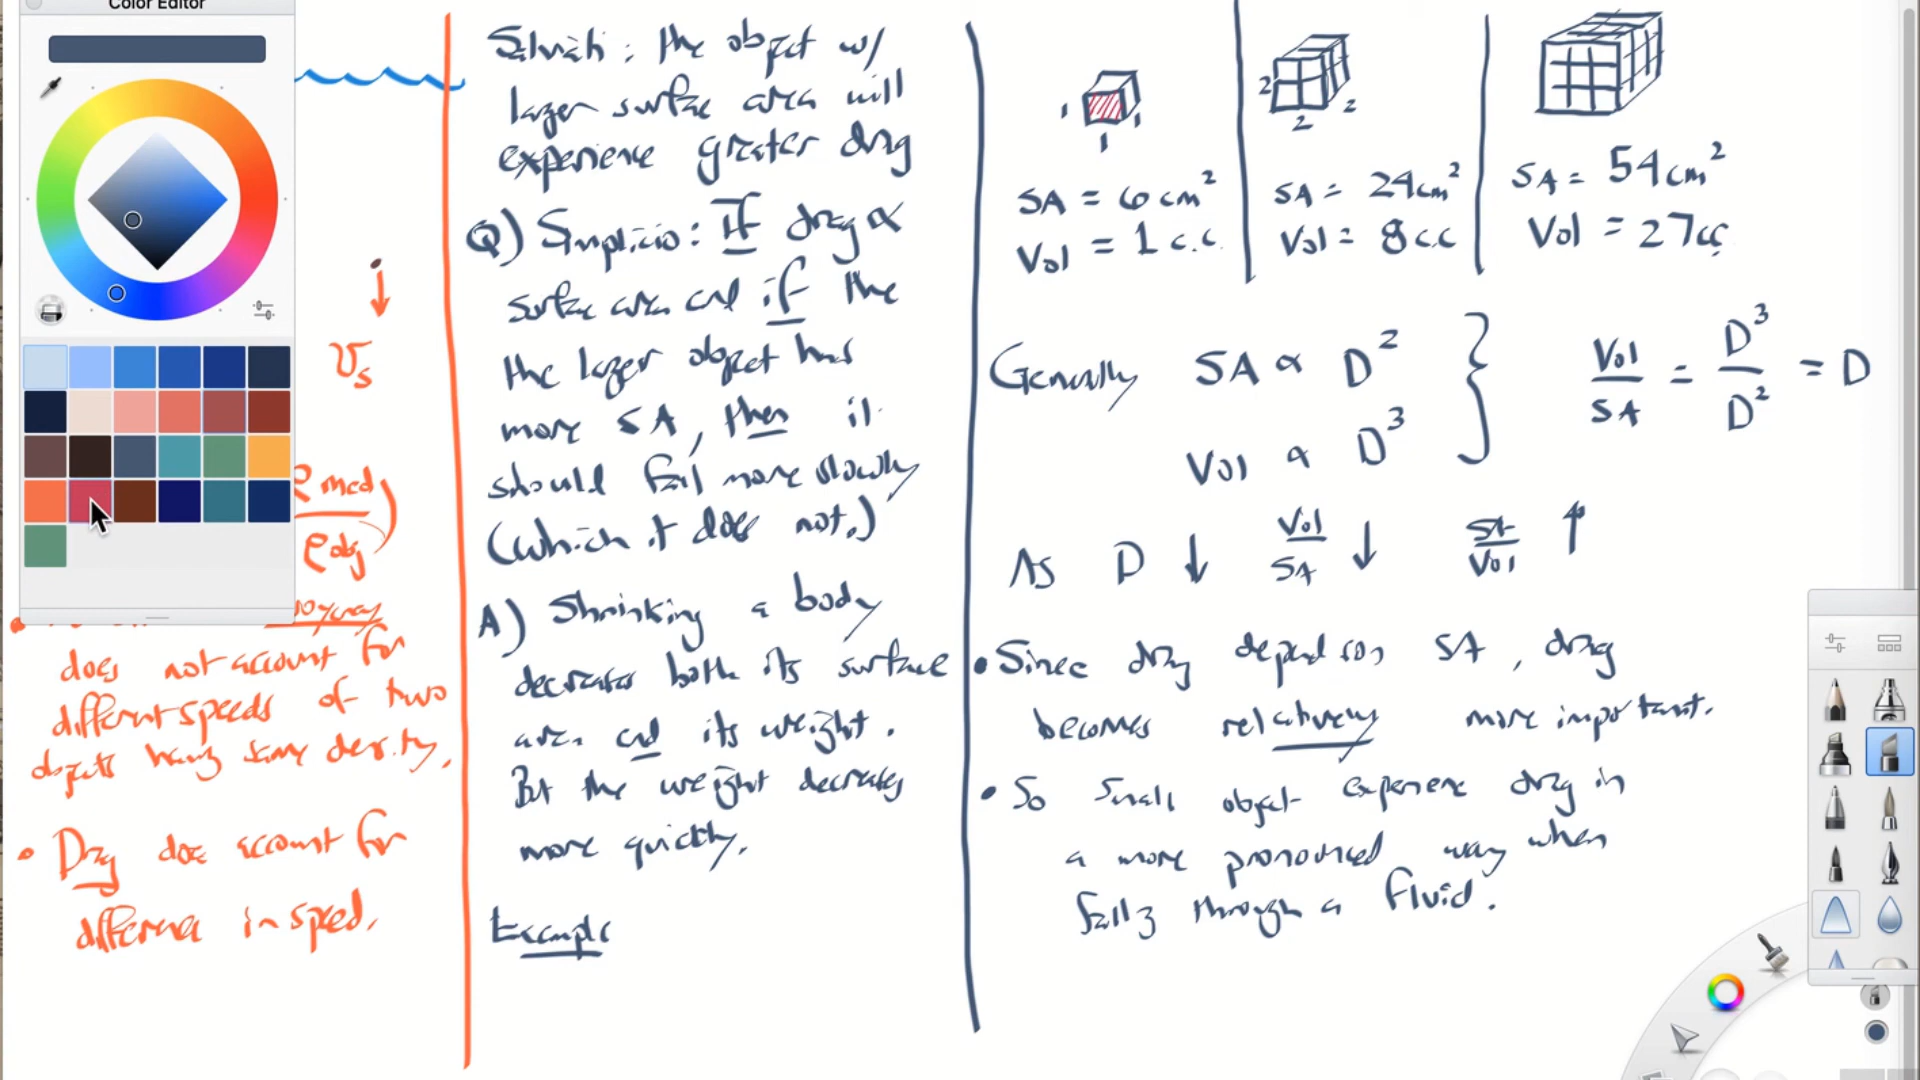 Color Editor
υs
ρ med
ρ obj
buoyancy
does not account for
different speeds of two
objects having same density.
• Drag does account for
difference in speed.
Salviati: the object w/
larger surface area will
experience greater drag
Q) Simplicio: If drag ∝
surface area and if the
the larger object has
more SA, then it
should fall more slowly
(which it does not.)
A) Shrinking a body
decreases both its surface
area and its weight.
But the weight decreases
more quickly.
Example
1
1
1
SA = 6 cm²
Vol = 1 c.c.
2
2
2
SA = 24 cm²
Vol = 8 c.c
SA = 54 cm²
Vol = 27 cc
Generally SA ∝ D²
Vol ∝ D³
Vol/SA = D³/D² = D
As D ↓ Vol/SA ↓ SA/Vol ↑
• Since drag depends on SA, drag
becomes relatively more important.
• So small object experience drag in
a more pronounced way when
falling through a fluid.